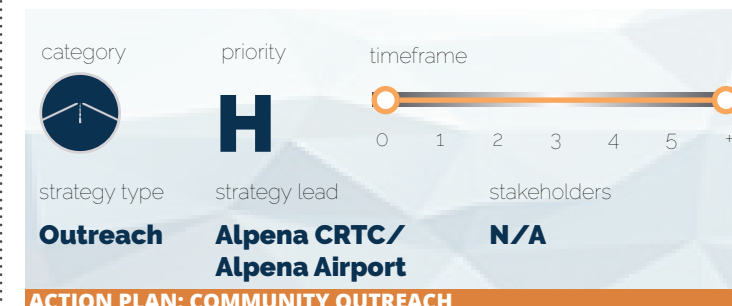 category
priority
timeframe
H
0 1 2 3 4 5 +
strategy type
strategy lead
stakeholders
Outreach
Alpena CRTC/
Alpena Airport
N/A
ACTION PLAN: COMMUNITY OUTREACH